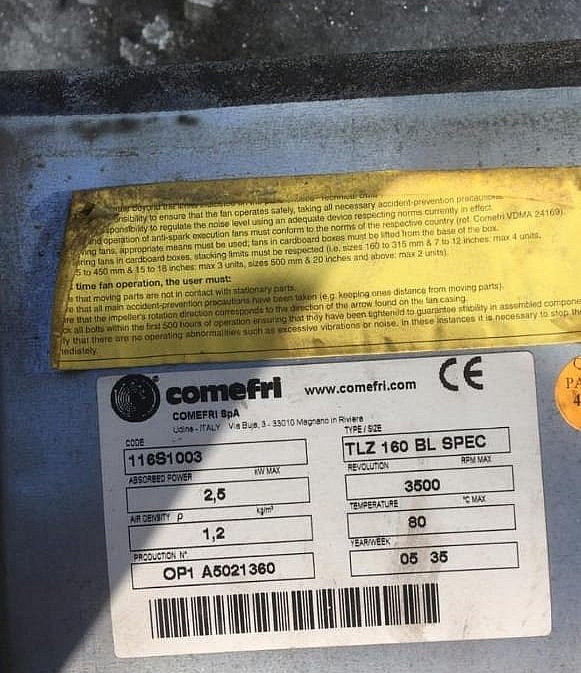 ponsibility to ensure that the fan operates safely, taking all necessary accident-prevention precautions
sponsibility to regulate the noise level using an adequate device respecting norms currently in effect.
and operation of anti-spark execution fans must conform to the norms of the respective country (ref. Comefri VDMA 24169).
ving fans, appropriate means must be used; fans in cardboard boxes must be lifted from the base of the box.
ring fans in cardboard boxes, stacking limits must be respected (i.e. sizes 160 to 315 mm & 7 to 12 inches: max 4 units,
5 to 450 mm & 15 to 18 inches: max 3 units, sizes 500 mm & 20 inches and above: max 2 units).
time fan operation, the user must:
e that moving parts are not in contact with stationary parts.
e that all main accident-prevention precautions have been taken (e.g. keeping ones distance from moving parts).
re that the impeller's rotation direction corresponds to the direction of the arrow found on the fan casing.
ck all bolts within the first 500 hours of operation ensuring that they have been tightened to guarantee stability in assembled compone
fy that there are no operating abnormalities such as excessive vibrations or noise. In these instances it is necessary to stop the
nediately.
comefri www.comefri.com CE
COMEFRI SpA
Udine - ITALY Via Buja, 3 - 33010 Magnano in Riviera
CODE TYPE / SIZE
116S1003 TLZ 160 BL SPEC
ABSORBED POWER KW MAX REVOLUTION RPM MAX
2,5 3500
AIR DENSITY ρ kg/m³ TEMPERATURE °C MAX
1,2 80
PRODUCTION N° YEAR/WEEK
OP1 A5021360 05 35
PA
4